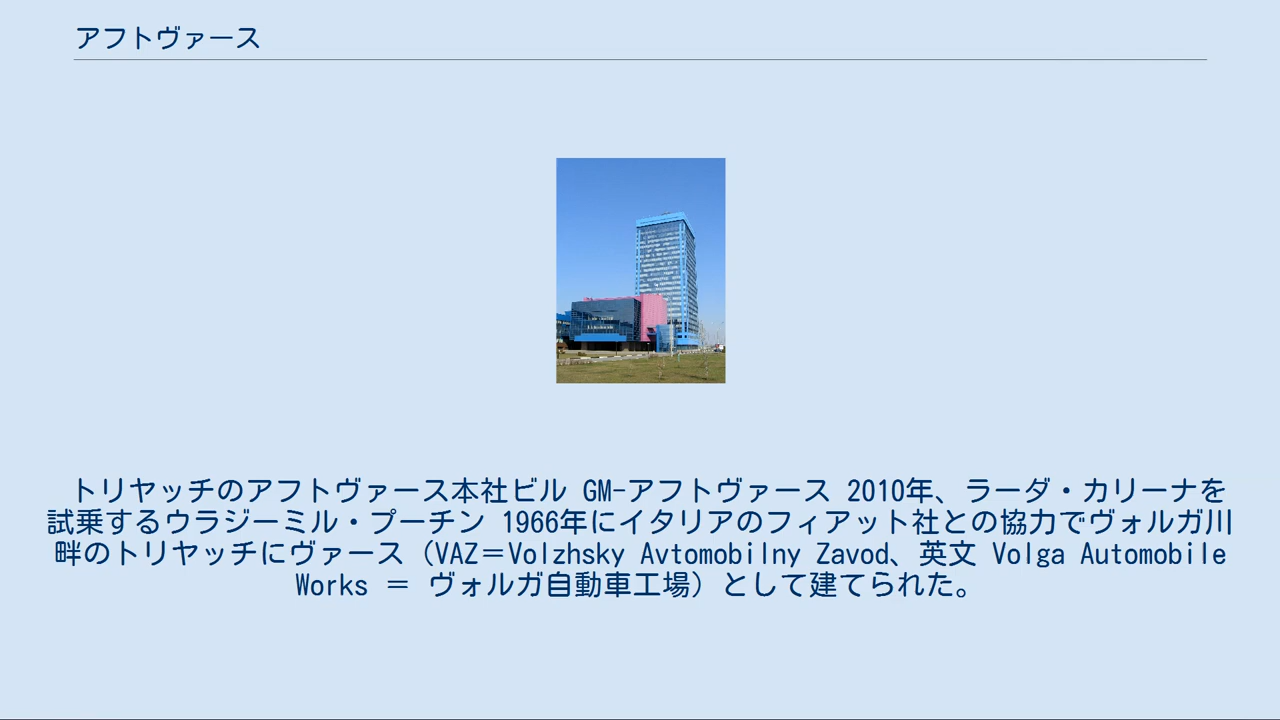 アフトヴァース
トリヤッチのアフトヴァース本社ビル GM-アフトヴァース 2010年、ラーダ・カリーナを
試乗するウラジーミル・プーチン 1966年にイタリアのフィアット社との協力でヴォルガ川
畔のトリヤッチにヴァース（VAZ＝Volzhsky Avtomobilny Zavod、英文 Volga Automobile
Works ＝ ヴォルガ自動車工場）として建てられた。